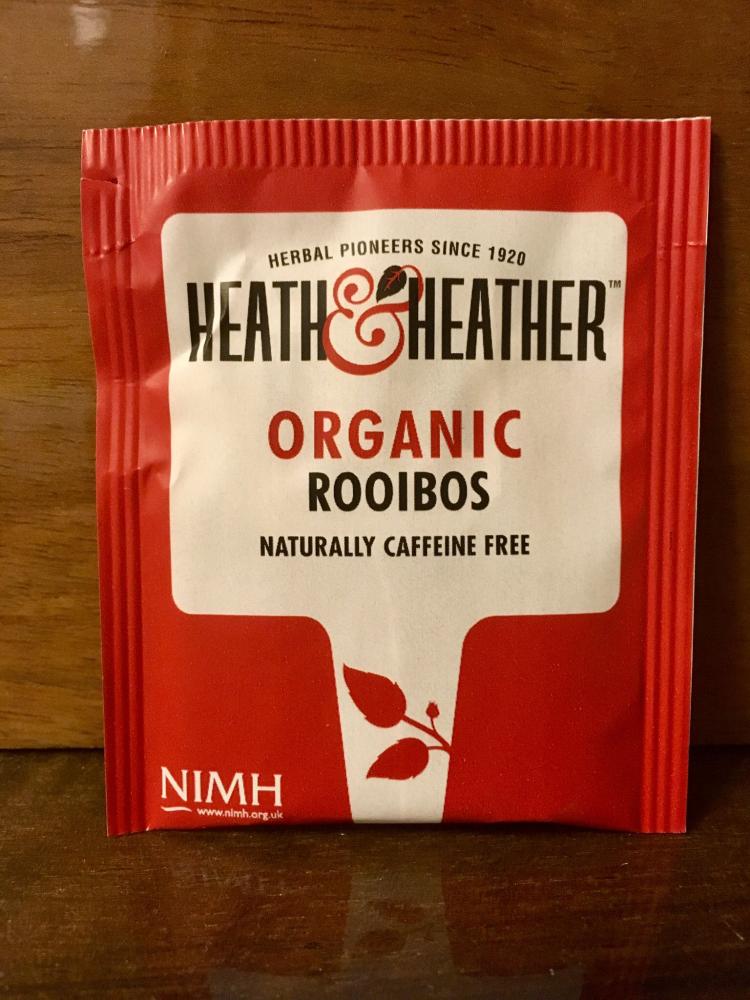 HERBAL PIONEERS SINCE 1920
HEATH & HEATHER™
ORGANIC
ROOIBOS
NATURALLY CAFFEINE FREE
NIMH
www.nimh.org.uk